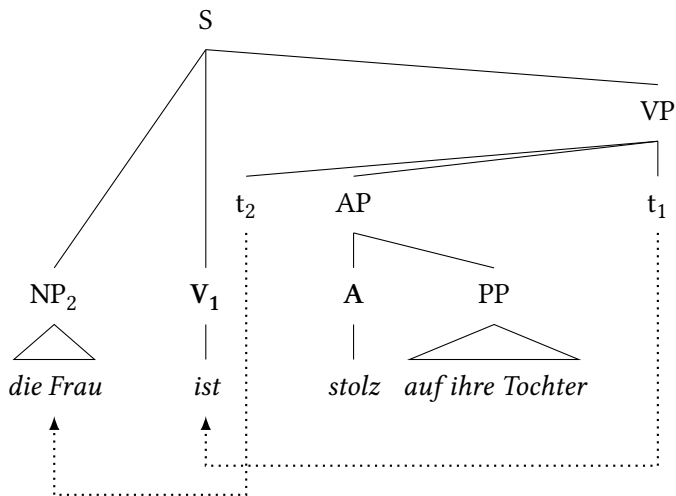 S
VP
t₂ AP t₁
NP₂ V₁ A PP
die Frau ist stolz auf ihre Tochter